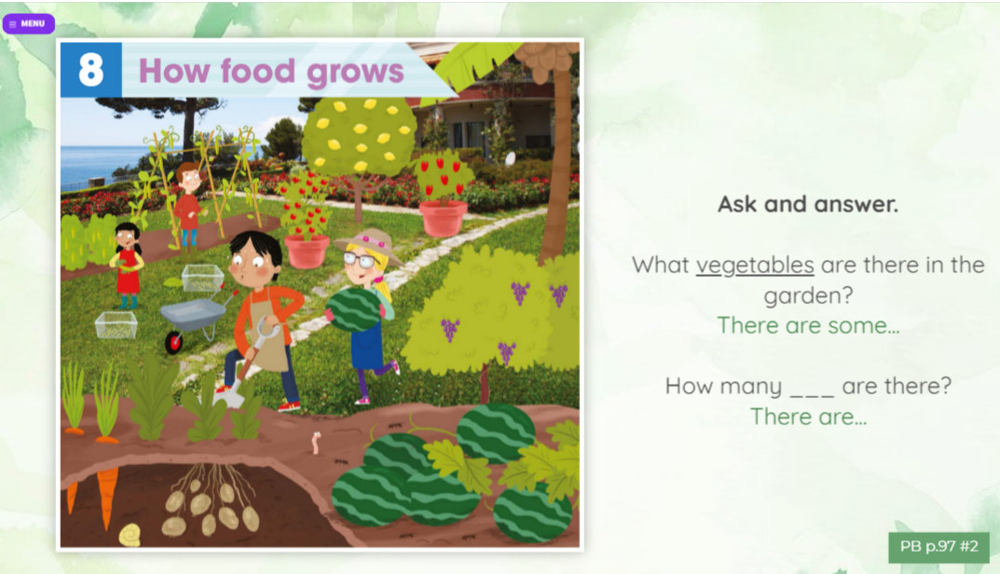 MENU
8 How food grows
Ask and answer.
What vegetables are there in the
garden?
There are some...
How many ___ are there?
There are...
PB p.97 #2